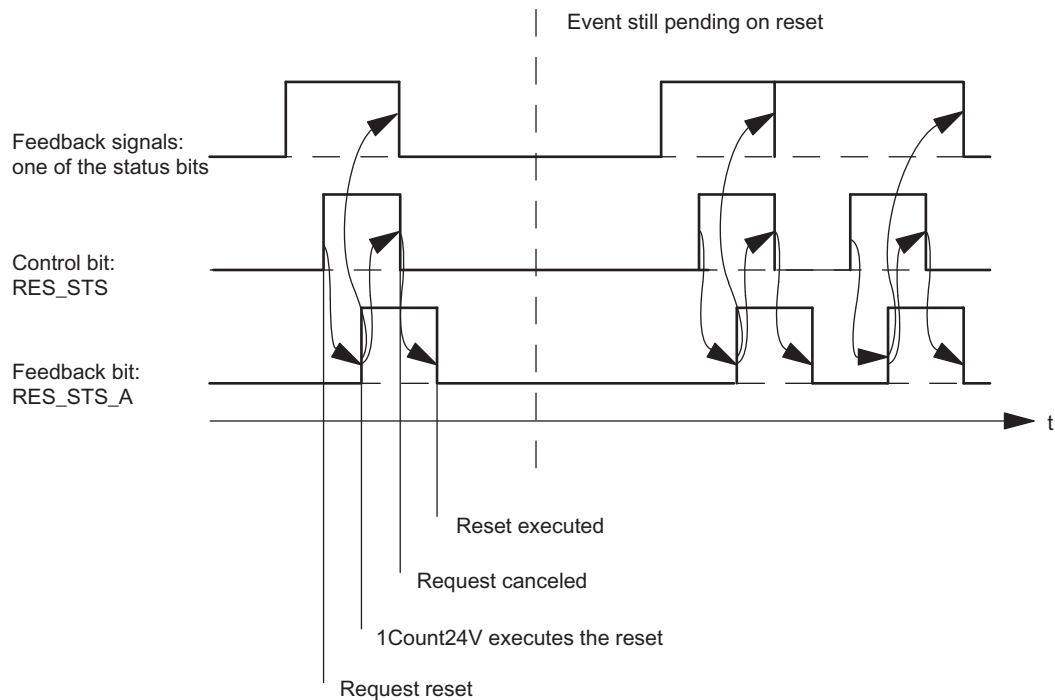 Event still pending on reset
Feedback signals:
one of the status bits
Control bit:
RES_STS
Feedback bit:
RES_STS_A
t
Reset executed
Request canceled
1Count24V executes the reset
Request reset